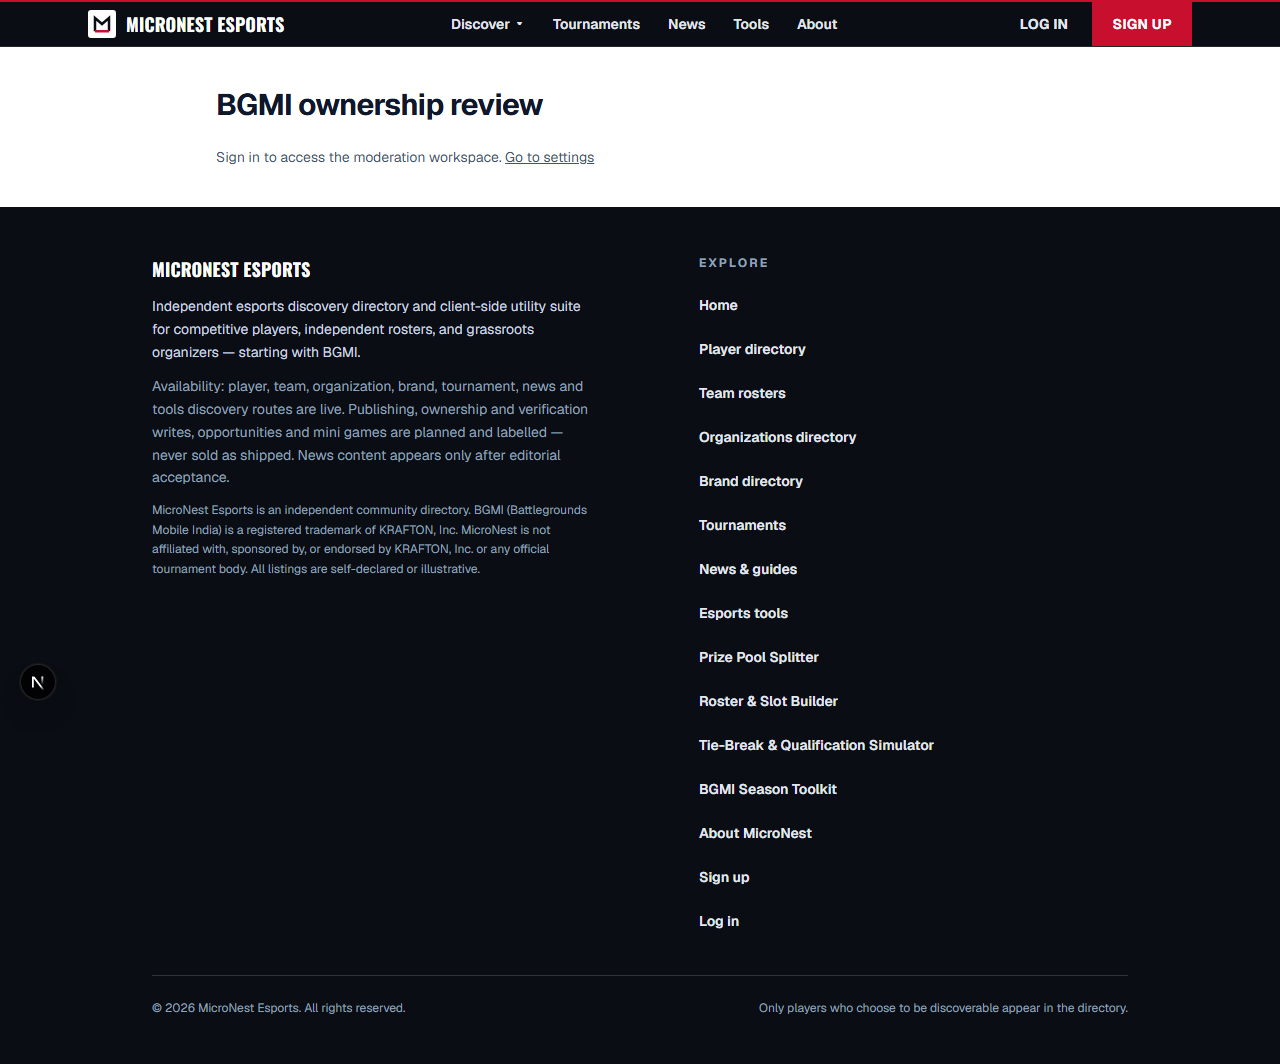 MICRONEST ESPORTS
Discover
Tournaments
News
Tools
About
LOG IN
SIGN UP
BGMI ownership review
Sign in to access the moderation workspace. Go to settings
MICRONEST ESPORTS
Independent esports discovery directory and client-side utility suite
for competitive players, independent rosters, and grassroots
organizers — starting with BGMI.
Availability: player, team, organization, brand, tournament, news and
tools discovery routes are live. Publishing, ownership and verification
writes, opportunities and mini games are planned and labelled —
never sold as shipped. News content appears only after editorial
acceptance.
MicroNest Esports is an independent community directory. BGMI (Battlegrounds
Mobile India) is a registered trademark of KRAFTON, Inc. MicroNest is not
affiliated with, sponsored by, or endorsed by KRAFTON, Inc. or any official
tournament body. All listings are self-declared or illustrative.
EXPLORE
Home
Player directory
Team rosters
Organizations directory
Brand directory
Tournaments
News & guides
Esports tools
Prize Pool Splitter
Roster & Slot Builder
Tie-Break & Qualification Simulator
BGMI Season Toolkit
About MicroNest
Sign up
Log in
N
© 2026 MicroNest Esports. All rights reserved.
Only players who choose to be discoverable appear in the directory.